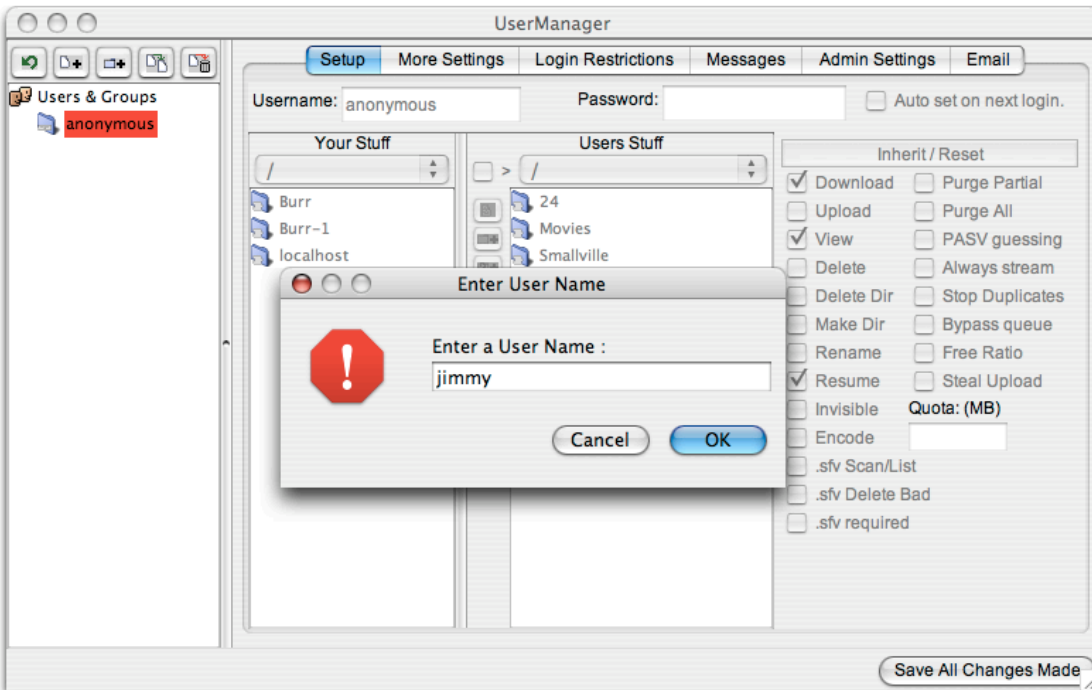 UserManager
Setup More Settings Login Restrictions Messages Admin Settings Email
Users & Groups
anonymous
Username: anonymous Password: Auto set on next login.
Your Stuff
/
Burr
Burr-1
localhost
>
Users Stuff
/
24
Movies
Smallville
Inherit / Reset
Download Purge Partial
Upload Purge All
View PASV guessing
Delete Always stream
Delete Dir Stop Duplicates
Make Dir Bypass queue
Rename Free Ratio
Resume Steal Upload
Invisible Quota: (MB)
Encode
.sfv Scan/List
.sfv Delete Bad
.sfv required
Enter User Name
Enter a User Name :
jimmy
Cancel OK
Save All Changes Made